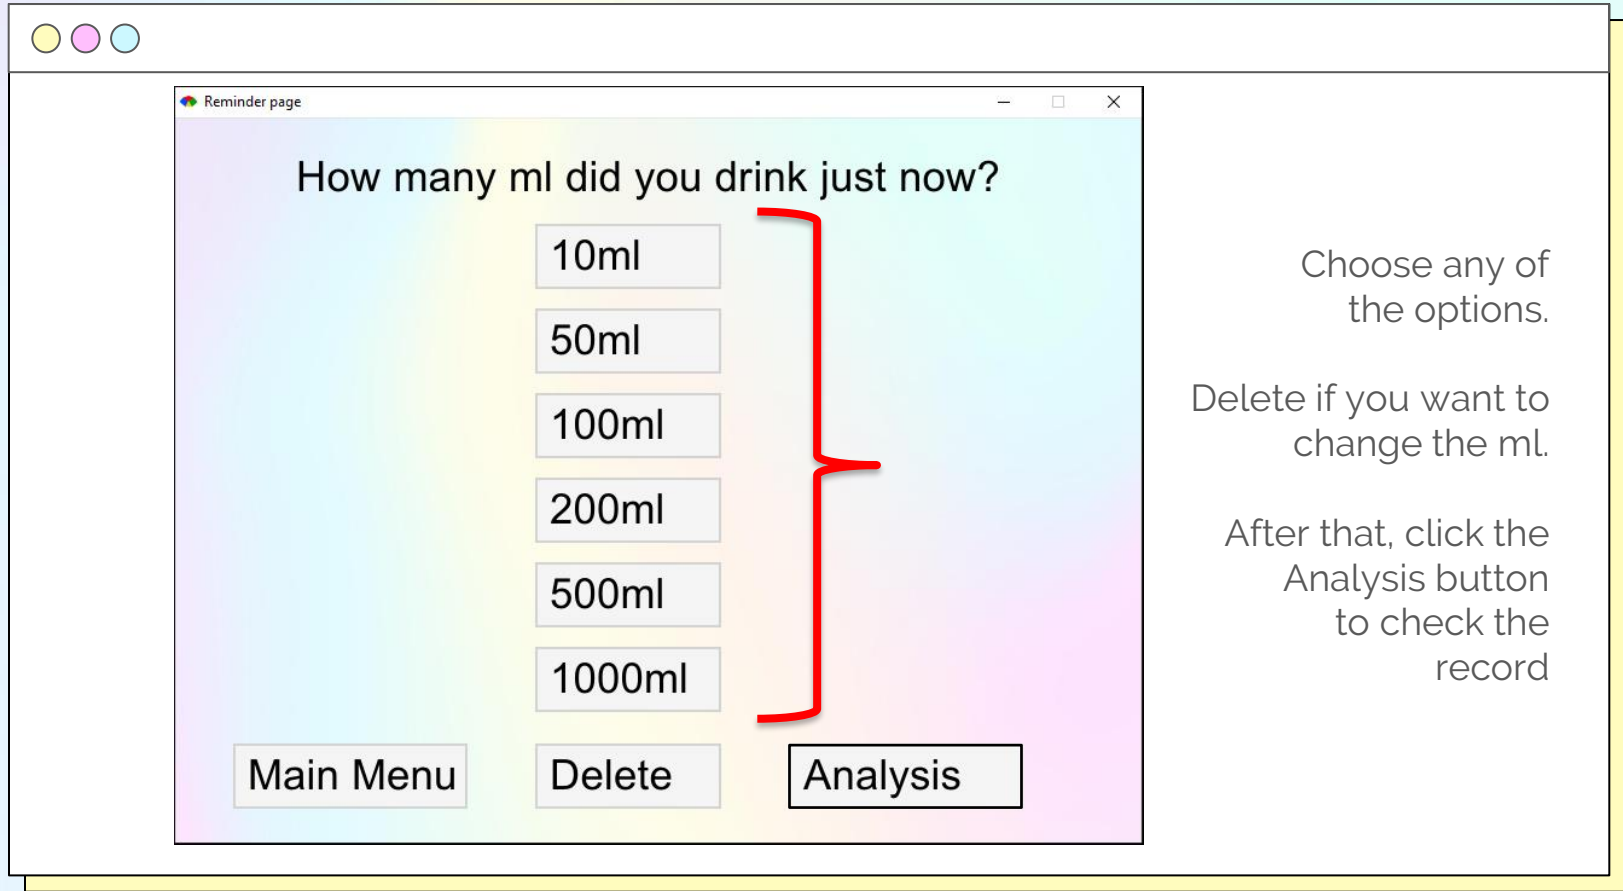 Reminder page
How many ml did you drink just now?
10ml
50ml
100ml
200ml
500ml
1000ml
Main Menu
Delete
Analysis
Choose any of
the options.
Delete if you want to
change the ml.
After that, click the
Analysis button
to check the
record